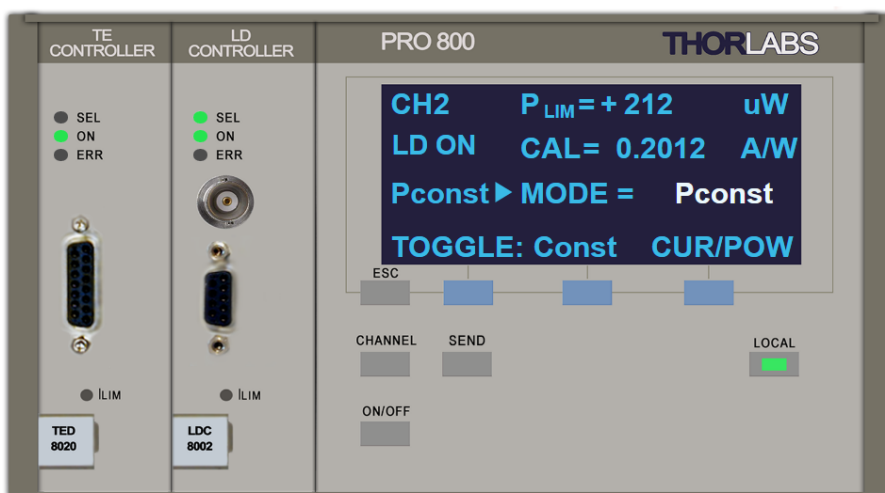 TE
CONTROLLER
SEL
ON
ERR
ILIM
TED
8020
LD
CONTROLLER
SEL
ON
ERR
ILIM
LDC
8002
PRO 800
THORLABS
CH2 P LIM = + 212 uW
LD ON CAL = 0.2012 A/W
Pconst▶ MODE = Pconst
TOGGLE: Const CUR/POW
ESC
CHANNEL SEND
LOCAL
ON/OFF